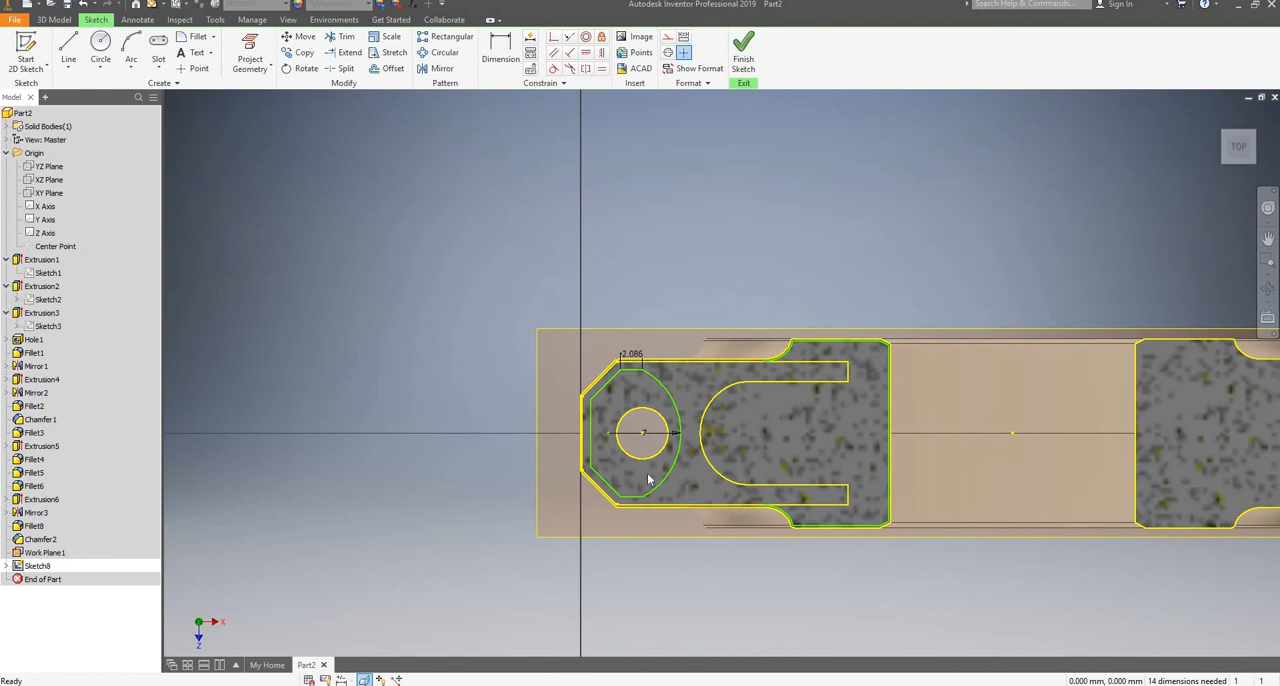 Autodesk Inventor Professional 2019 Part2
Search Help & Commands...
Sign In
File
3D Model
Sketch
Annotate
Inspect
Tools
Manage
View
Environments
Get Started
Collaborate
Start
2D Sketch
Line
Circle
Arc
Slot
Fillet
Text
Point
Project
Geometry
Move
Copy
Rotate
Trim
Extend
Split
Scale
Stretch
Offset
Rectangular
Circular
Mirror
Dimension
Image
Points
ACAD
Show Format
Finish
Sketch
Sketch
Create
Modify
Pattern
Constrain
Insert
Format
Exit
Model
Part2
Solid Bodies(1)
View: Master
Origin
YZ Plane
XZ Plane
XY Plane
X Axis
Y Axis
Z Axis
Center Point
Extrusion1
Sketch1
Extrusion2
Sketch2
Extrusion3
Sketch3
Hole1
Fillet1
Mirror1
Extrusion4
Mirror2
Fillet2
Chamfer1
Fillet3
Extrusion5
Fillet4
Fillet5
Fillet6
Extrusion6
Mirror3
Fillet8
Chamfer2
Work Plane1
Sketch8
End of Part
TOP
2.086
7
X
Z
My Home
Part2
Ready
0.000 mm, 0.000 mm
14 dimensions needed
1
1